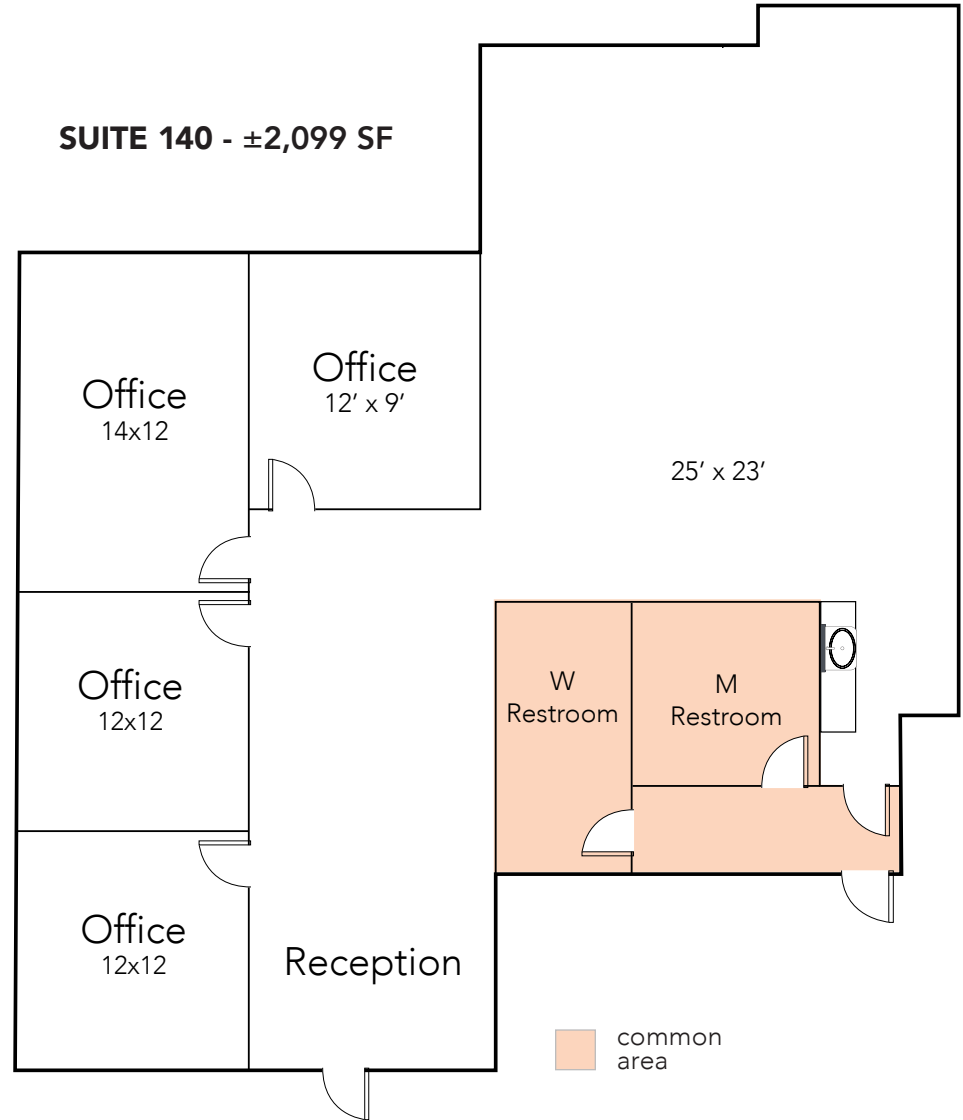 SUITE 140 - ±2,099 SF
Office
12’ x 9’
Office
14x12
25’ x 23’
Office
12x12
W
Restroom
M
Restroom
Office
12x12
Reception
common
area